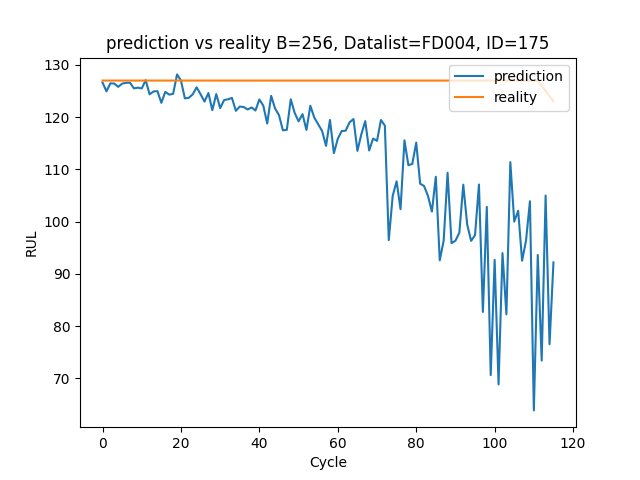 prediction vs reality B=256, Datalist=FD004, ID=175
prediction
reality
130
120
110
100
90
80
70
RUL
0 20 40 60 80 100 120
Cycle